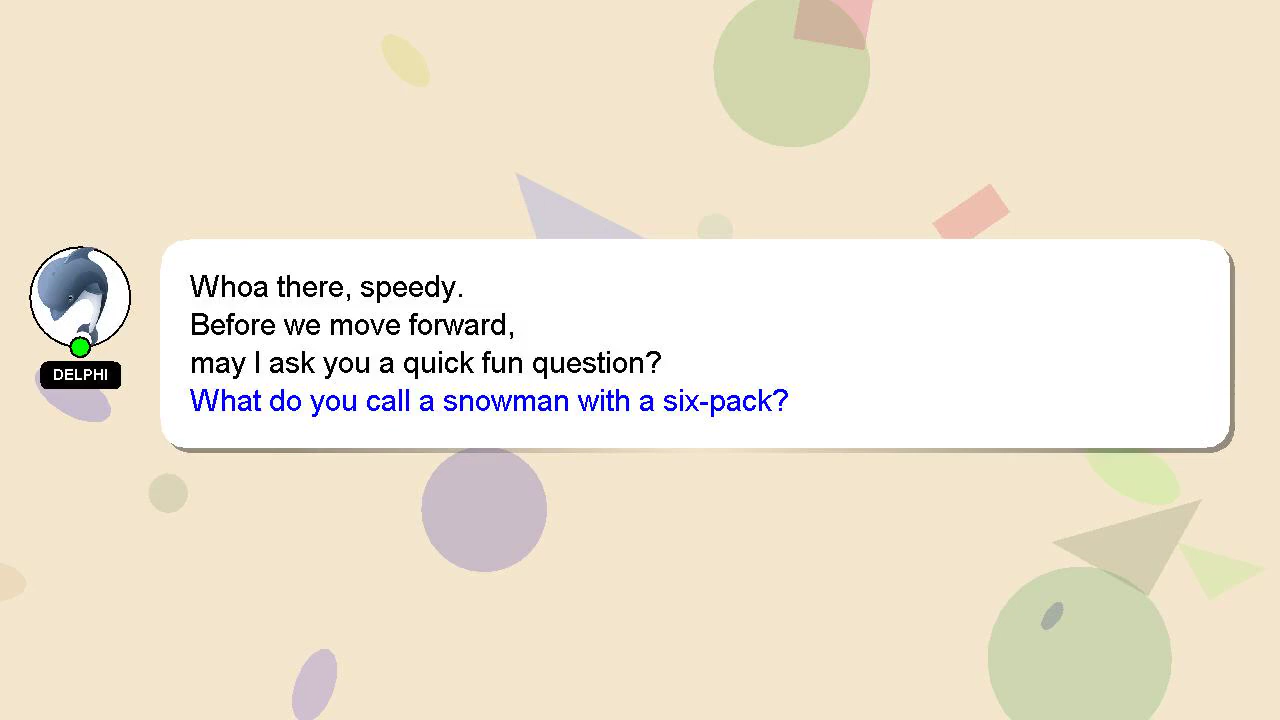 Whoa there, speedy.
Before we move forward,
may I ask you a quick fun question?
What do you call a snowman with a six-pack?
DELPHI